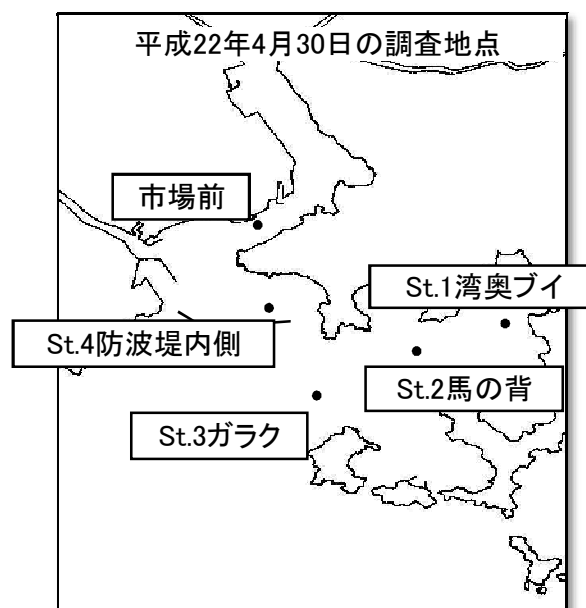 平成22年4月30日の調査地点
市場前
St.1湾奥ブイ
St.4防波堤内側
St.2馬の背
St.3ガラク